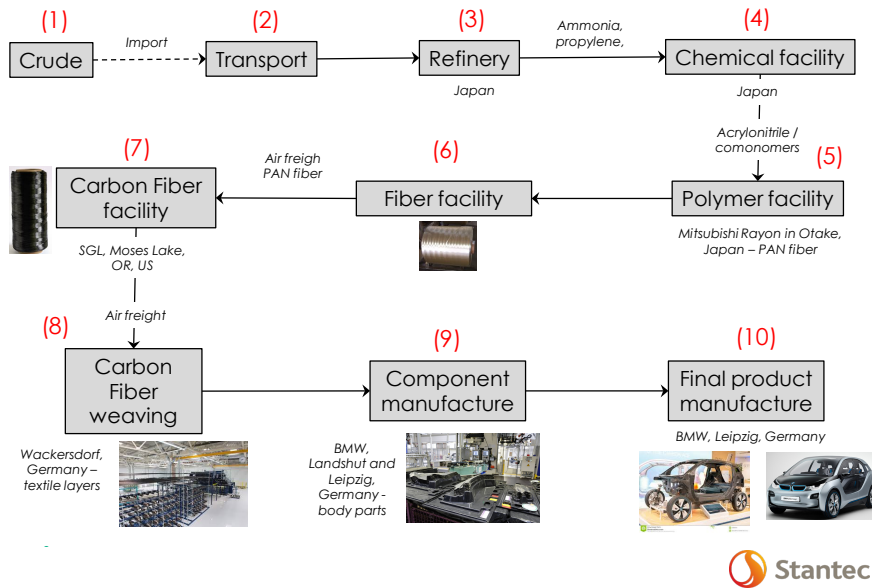 (1)
(2)
(3)
(4)
Crude
Import
Transport
Refinery
Ammonia,
propylene,
Chemical facility
Japan
Japan
Acrylonitrile /
comonomers
(5)
(6)
(7)
Polymer facility
Mitsubishi Rayon in Otake,
Japan – PAN fiber
Fiber facility
Air freigh
PAN fiber
Carbon Fiber
facility
SGL, Moses Lake,
OR, US
Air freight
(8)
(9)
(10)
Carbon
Fiber
weaving
Wackersdorf,
Germany –
textile layers
Component
manufacture
BMW,
Landshut and
Leipzig,
Germany -
body parts
Final product
manufacture
BMW, Leipzig, Germany
Stantec